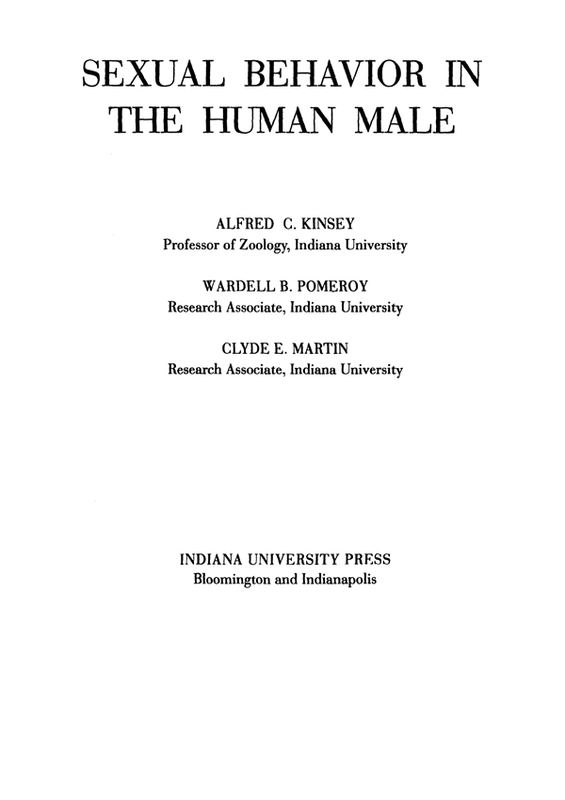 SEXUAL BEHAVIOR IN
THE HUMAN MALE
ALFRED C. KINSEY
Professor of Zoology, Indiana University
WARDELL B. POMEROY
Research Associate, Indiana University
CLYDE E. MARTIN
Research Associate, Indiana University
INDIANA UNIVERSITY PRESS
Bloomington and Indianapolis